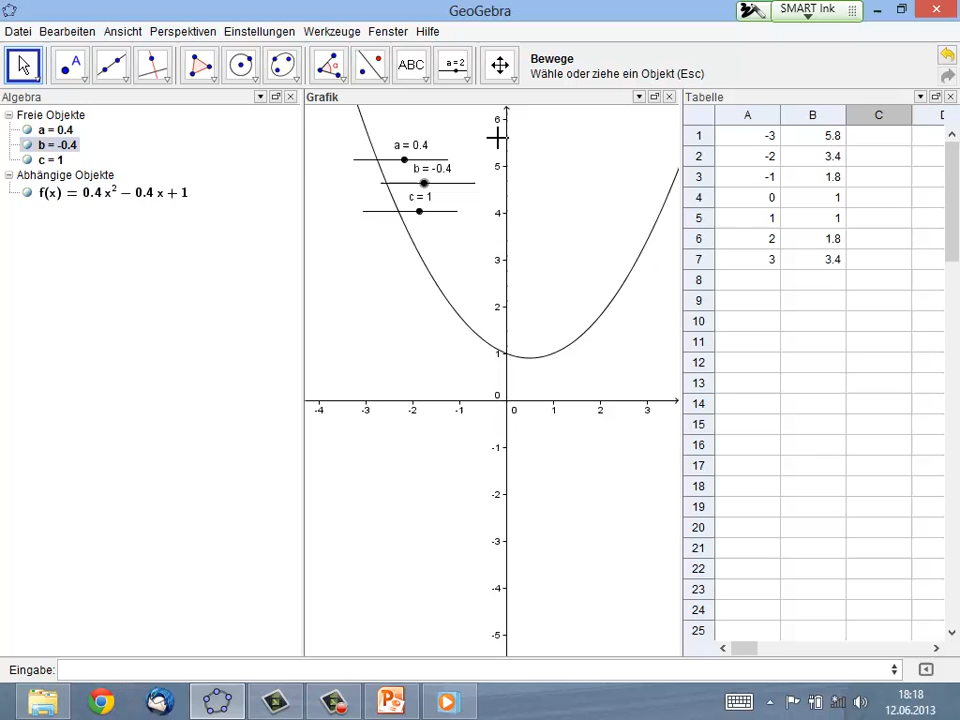 GeoGebra
SMART Ink
Datei Bearbeiten Ansicht Perspektiven Einstellungen Werkzeuge Fenster Hilfe
A
ABC
a = 2
Bewege
Wähle oder ziehe ein Objekt (Esc)
Algebra
Freie Objekte
a = 0.4
b = -0.4
c = 1
Abhängige Objekte
f(x) = 0.4 x² − 0.4 x + 1
Grafik
a = 0.4
b = -0.4
c = 1
6
5
4
3
2
1
0
-1
-2
-3
-4
-5
-4 -3 -2 -1 0 1 2 3
Tabelle
A B C D
1 -3 5.8
2 -2 3.4
3 -1 1.8
4 0 1
5 1 1
6 2 1.8
7 3 3.4
8
9
10
11
12
13
14
15
16
17
18
19
20
21
22
23
24
25
Eingabe:
18:18
12.06.2013